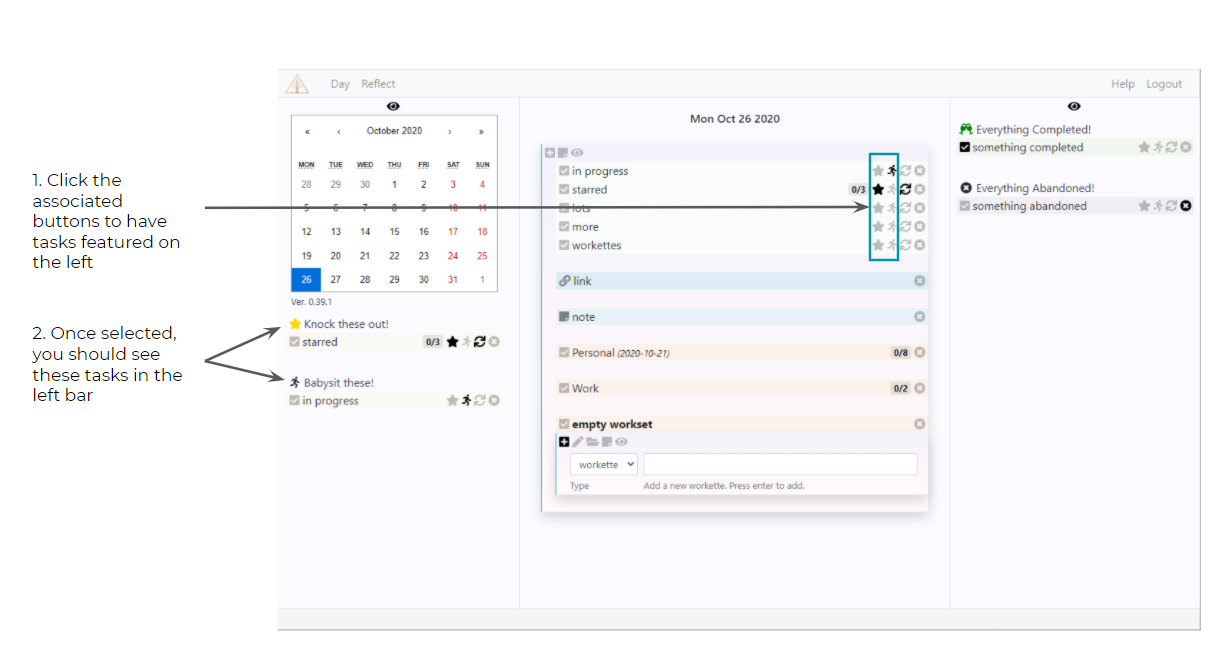 Day Reflect
Help Logout
« ‹ October 2020 › »
MON TUE WED THU FRI SAT SUN
28 29 30 1 2 3 4
5 6 7 8 9 10 11
12 13 14 15 16 17 18
19 20 21 22 23 24 25
26 27 28 29 30 31 1
Ver. 0.39.1
Knock these out!
starred 0/3
Babysit these!
in progress
1. Click the
associated
buttons to have
tasks featured on
the left
2. Once selected,
you should see
these tasks in the
left bar
Mon Oct 26 2020
in progress
starred 0/3
lots
more
workettes
link
note
Personal (2020-10-21) 0/8
Work 0/2
empty workset
workette
Type Add a new workette. Press enter to add.
Everything Completed!
something completed
Everything Abandoned!
something abandoned